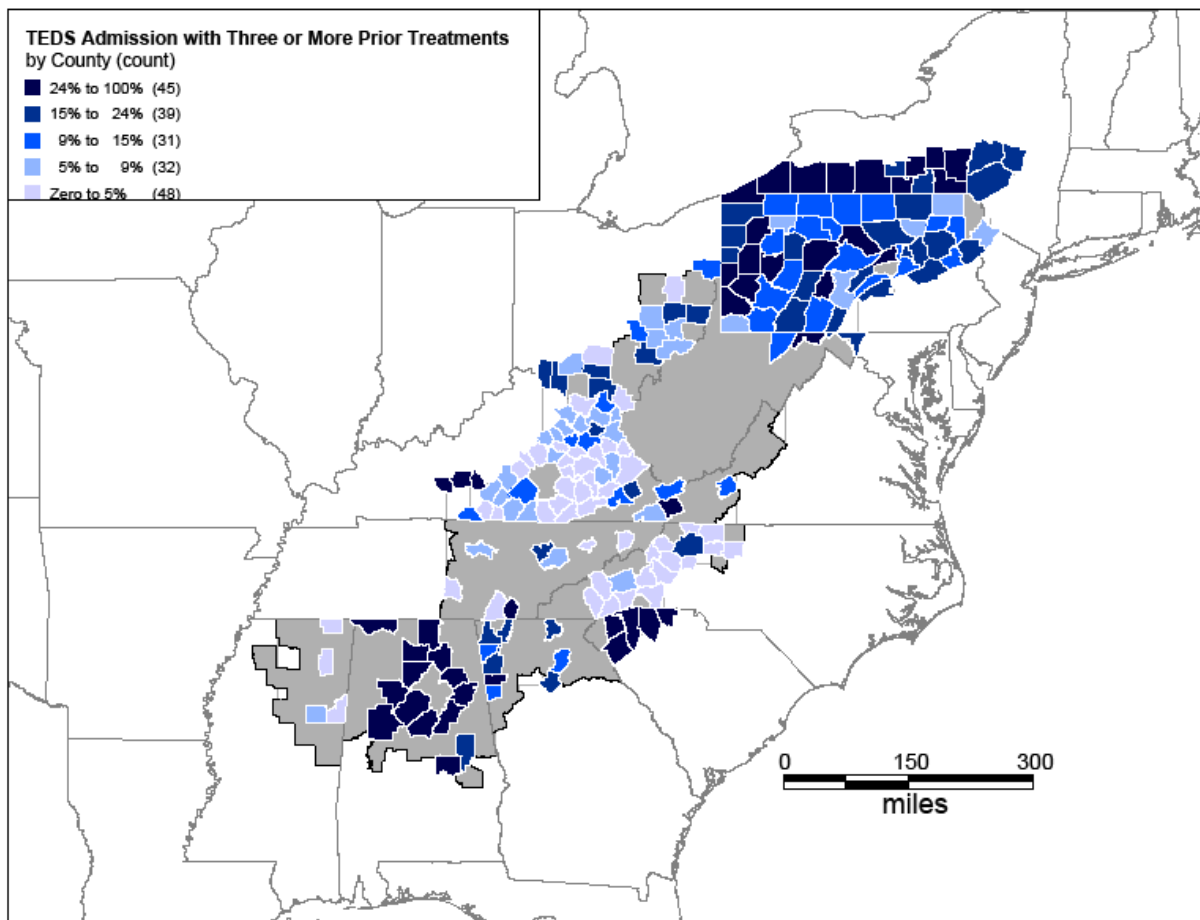 TEDS Admission with Three or More Prior Treatments
by County (count)
24% to 100% (45)
15% to 24% (39)
9% to 15% (31)
5% to 9% (32)
Zero to 5% (48)
0 150 300
miles